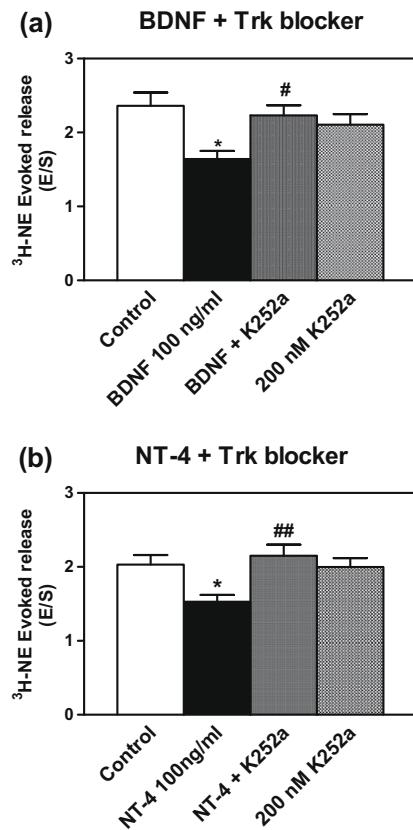 (a) BDNF + Trk blocker
³H-NE Evoked release
(E/S)
3
2
1
0
*
#
Control
BDNF 100 ng/ml
BDNF + K252a
200 nM K252a
(b) NT-4 + Trk blocker
³H-NE Evoked release
(E/S)
3
2
1
0
*
##
Control
NT-4 100ng/ml
NT-4 + K252a
200 nM K252a